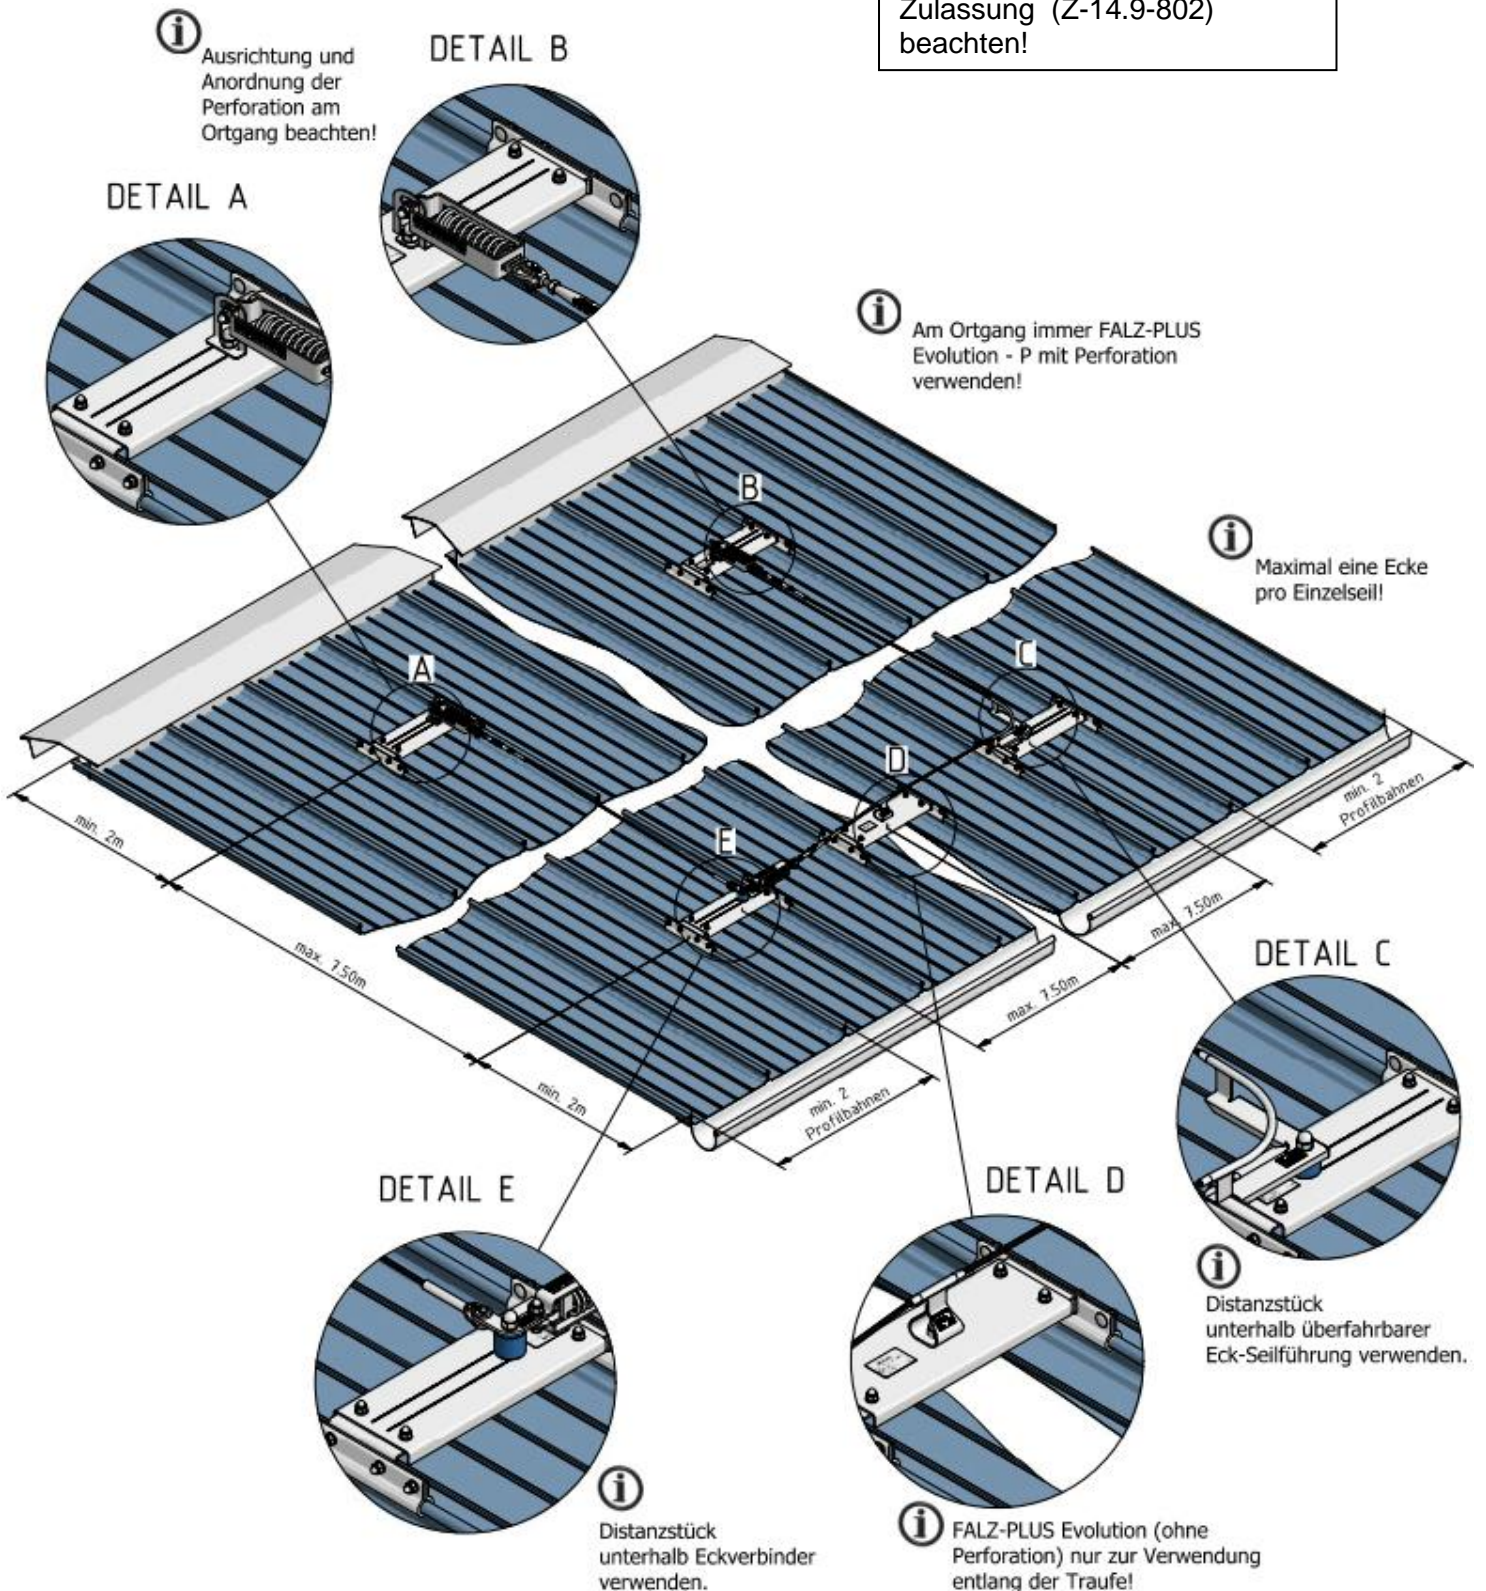 Zulassung (Z-14.9-802)
beachten!
Ausrichtung und
Anordnung der
Perforation am
Ortgang beachten!
DETAIL B
DETAIL A
Am Ortgang immer FALZ-PLUS
Evolution - P mit Perforation
verwenden!
B
Maximal eine Ecke
pro Einzelseil!
A
C
D
E
min. 2
Profilbahnen
min. 2m
max. 7.50m
max. 7.50m
max. 7.50m
min. 2m
min. 2
Profilbahnen
DETAIL C
DETAIL E
DETAIL D
Distanzstück
unterhalb überfahrbarer
Eck-Seilführung verwenden.
Distanzstück
unterhalb Eckverbinder
verwenden.
FALZ-PLUS Evolution (ohne
Perforation) nur zur Verwendung
entlang der Traufe!